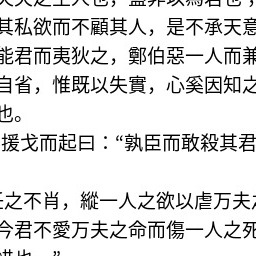 其私欲而不顧其人，是不承天意
能君而夷狄之，鄭伯惡一人而兼
自省，惟既以失實，心奚因知之
也。
援戈而起曰：“孰臣而敢殺其君
之不肖，縱一人之欲以虐万夫
今君不愛万夫之命而傷一人之死